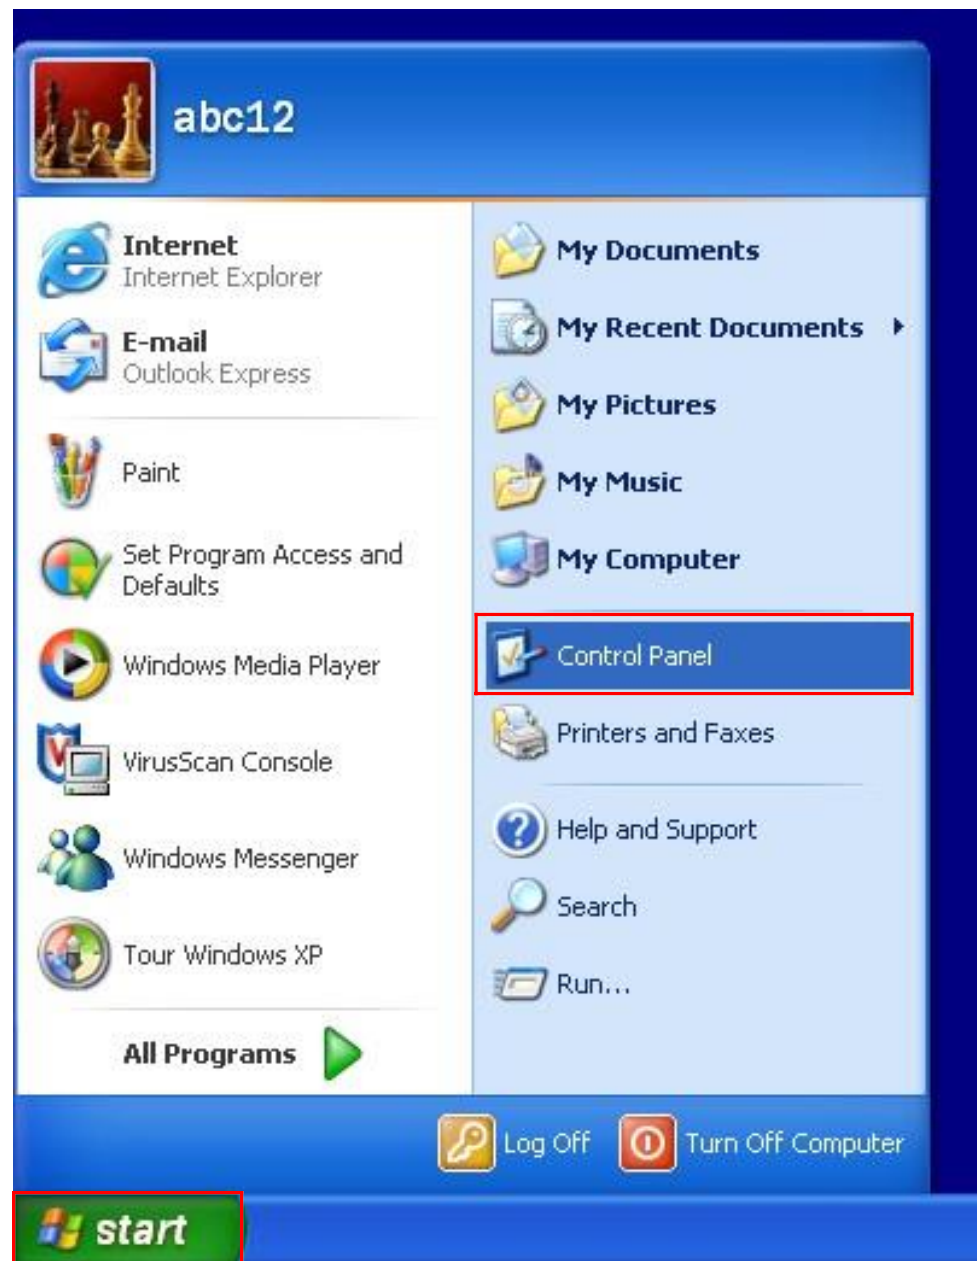 abc12
Internet
Internet Explorer
E-mail
Outlook Express
Paint
Set Program Access and
Defaults
Windows Media Player
VirusScan Console
Windows Messenger
Tour Windows XP
All Programs
My Documents
My Recent Documents
My Pictures
My Music
My Computer
Control Panel
Printers and Faxes
Help and Support
Search
Run...
Log Off
Turn Off Computer
start